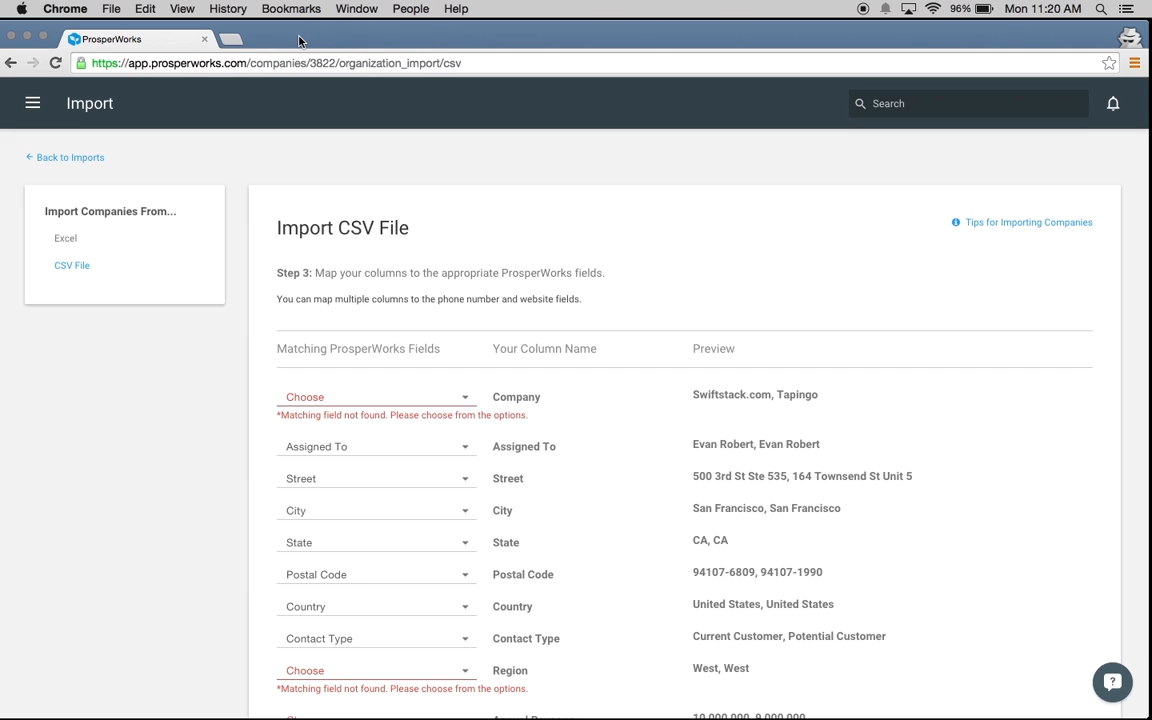 Chrome File Edit View History Bookmarks Window People Help 96% Mon 11:20 AM
ProsperWorks
https://app.prosperworks.com/companies/3822/organization_import/csv
Import Search
← Back to Imports
Import Companies From...
Excel
CSV File
Import CSV File Tips for Importing Companies
Step 3: Map your columns to the appropriate ProsperWorks fields.
You can map multiple columns to the phone number and website fields.
Matching ProsperWorks Fields Your Column Name Preview
Choose Company Swiftstack.com, Tapingo
*Matching field not found. Please choose from the options.
Assigned To Assigned To Evan Robert, Evan Robert
Street Street 500 3rd St Ste 535, 164 Townsend St Unit 5
City City San Francisco, San Francisco
State State CA, CA
Postal Code Postal Code 94107-6809, 94107-1990
Country Country United States, United States
Contact Type Contact Type Current Customer, Potential Customer
Choose Region West, West
*Matching field not found. Please choose from the options.